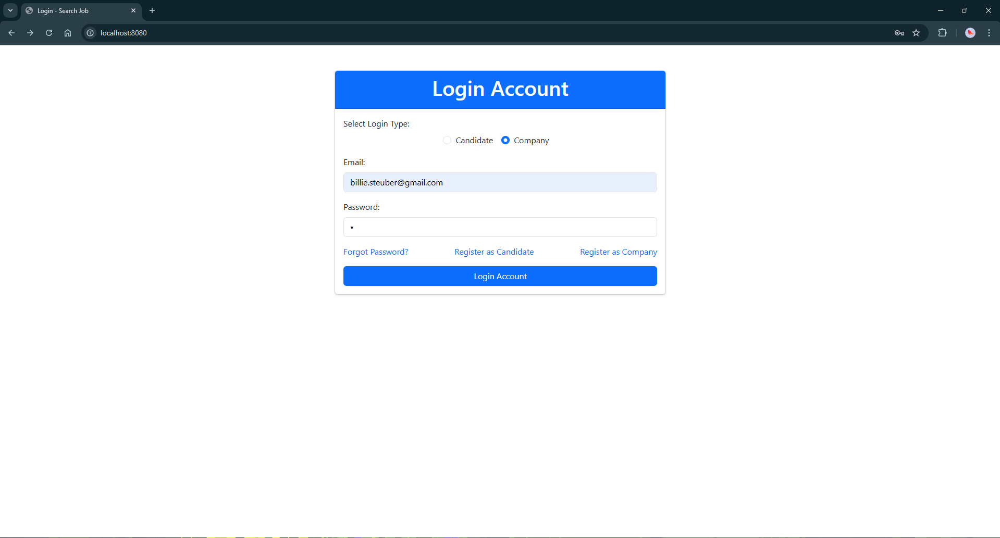 Login - Search Job
localhost:8080
Login Account
Select Login Type:
Candidate Company
Email:
billie.steuber@gmail.com
Password:
•
Forgot Password? Register as Candidate Register as Company
Login Account